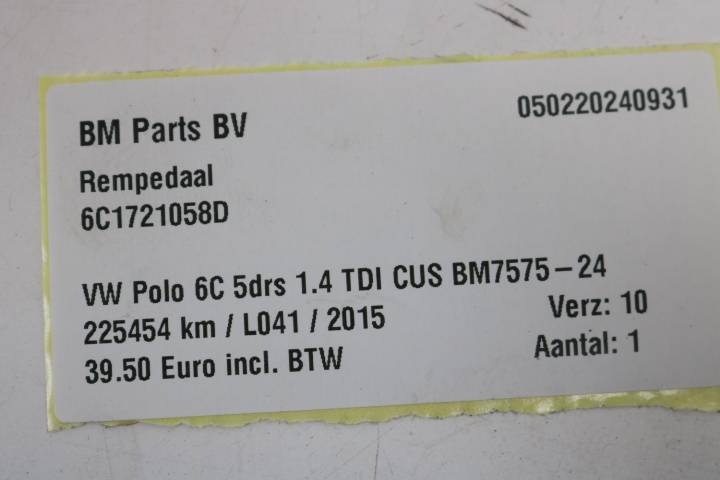 BM Parts BV
050220240931
Rempedaal
6C1721058D
VW Polo 6C 5drs 1.4 TDI CUS BM7575-24
225454 km / L041 / 2015
Verz: 10
39.50 Euro incl. BTW
Aantal: 1